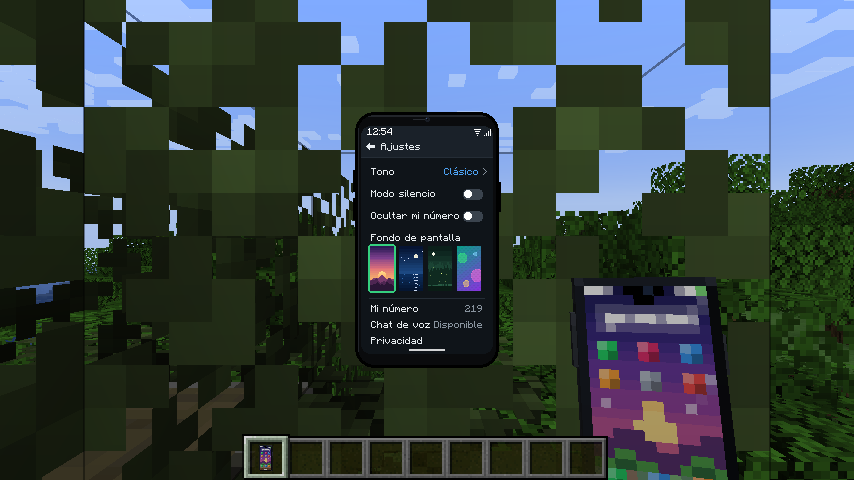 12:54
Ajustes
Tono Clásico
Modo silencio
Ocultar mi número
Fondo de pantalla
Mi número 219
Chat de voz Disponible
Privacidad